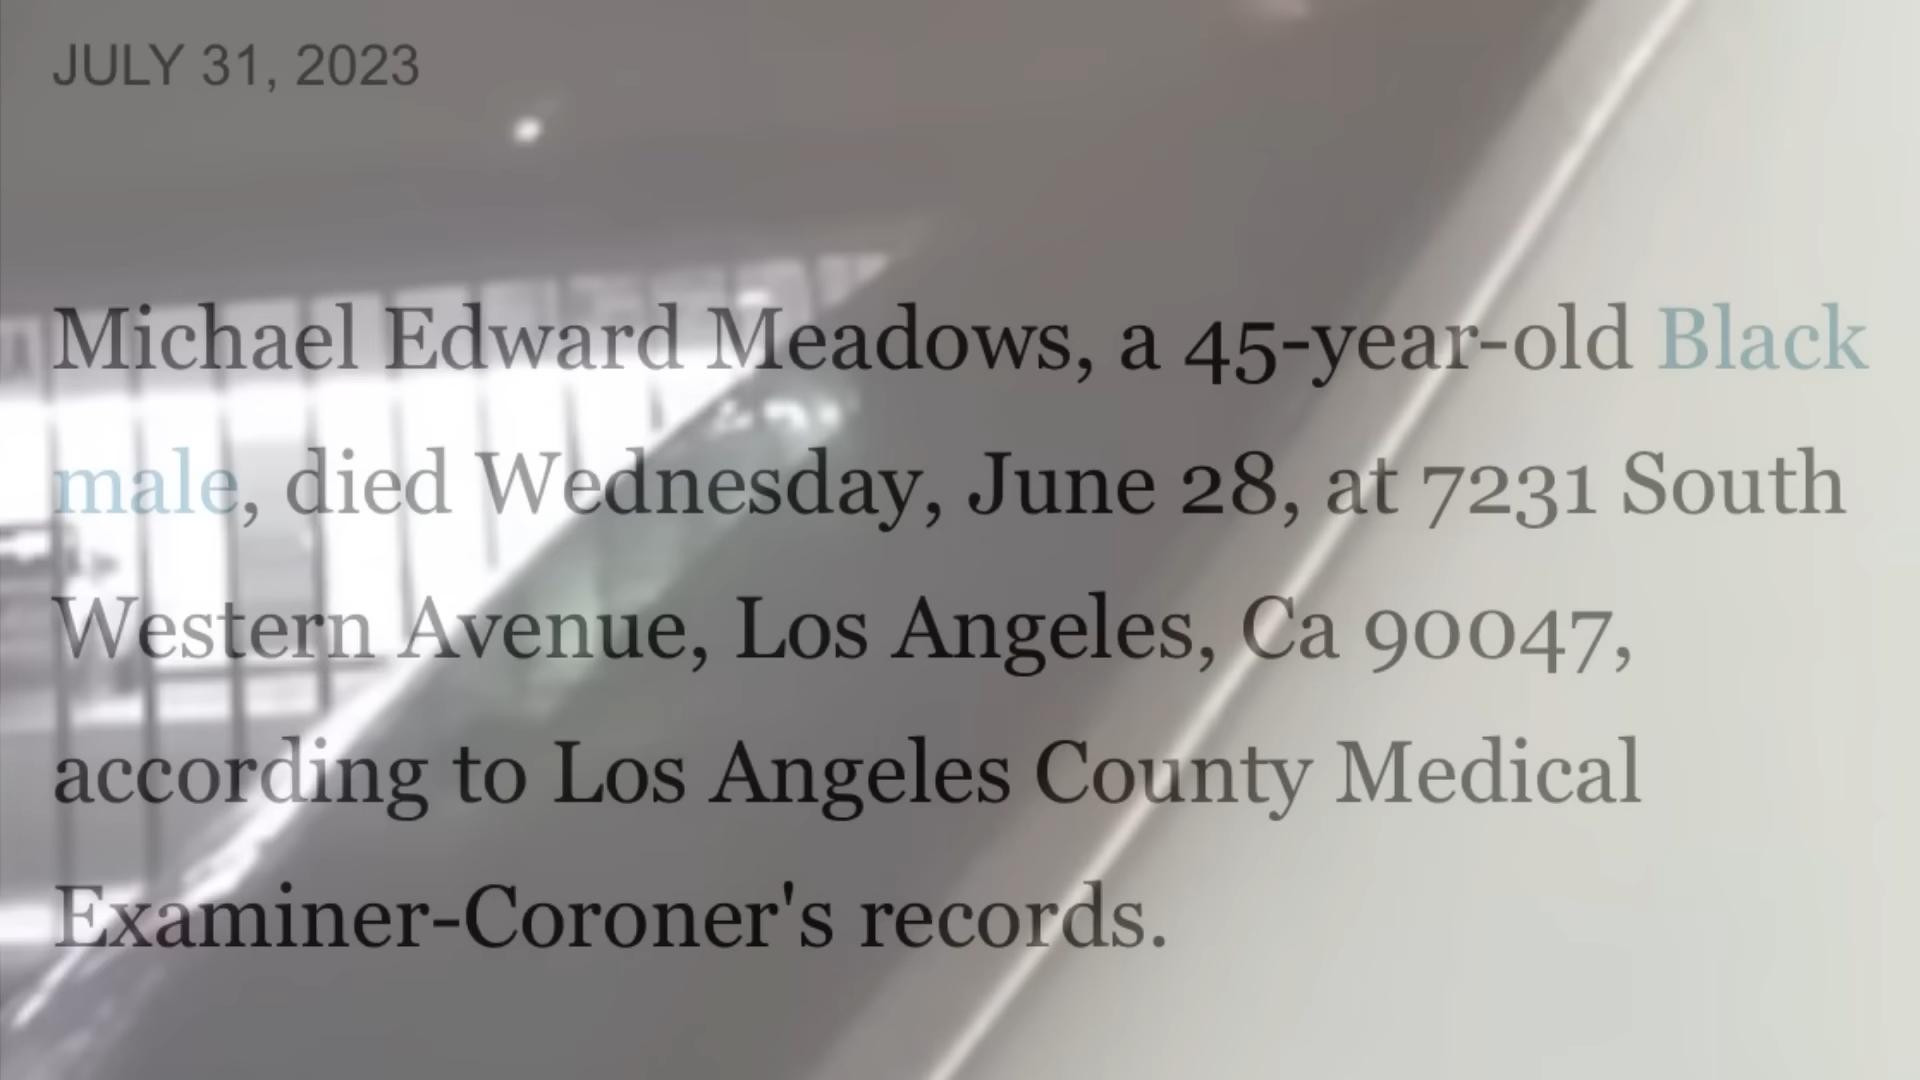 JULY 31, 2023
Michael Edward Meadows, a 45-year-old Black
male, died Wednesday, June 28, at 7231 South
Western Avenue, Los Angeles, Ca 90047,
according to Los Angeles County Medical
Examiner-Coroner's records.